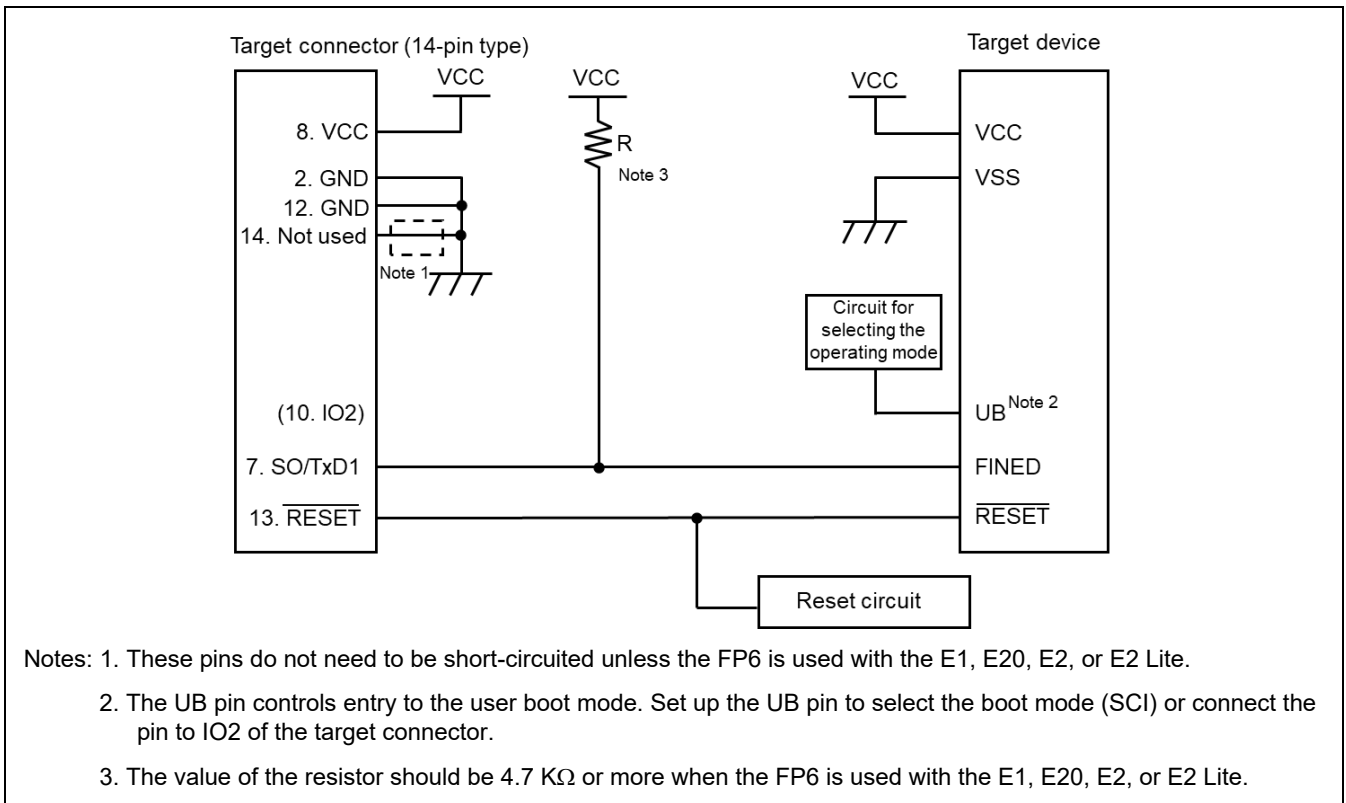 Target connector (14-pin type)
Target device
VCC
VCC
VCC
8. VCC
2. GND
12. GND
14. Not used
Note 1
R
Note 3
VCC
VSS
Circuit for
selecting the
operating mode
(10. IO2)
UB Note 2
7. SO/TxD1
FINED
13. RESET
RESET
Reset circuit
Notes: 1. These pins do not need to be short-circuited unless the FP6 is used with the E1, E20, E2, or E2 Lite.
2. The UB pin controls entry to the user boot mode. Set up the UB pin to select the boot mode (SCI) or connect the
pin to IO2 of the target connector.
3. The value of the resistor should be 4.7 KΩ or more when the FP6 is used with the E1, E20, E2, or E2 Lite.